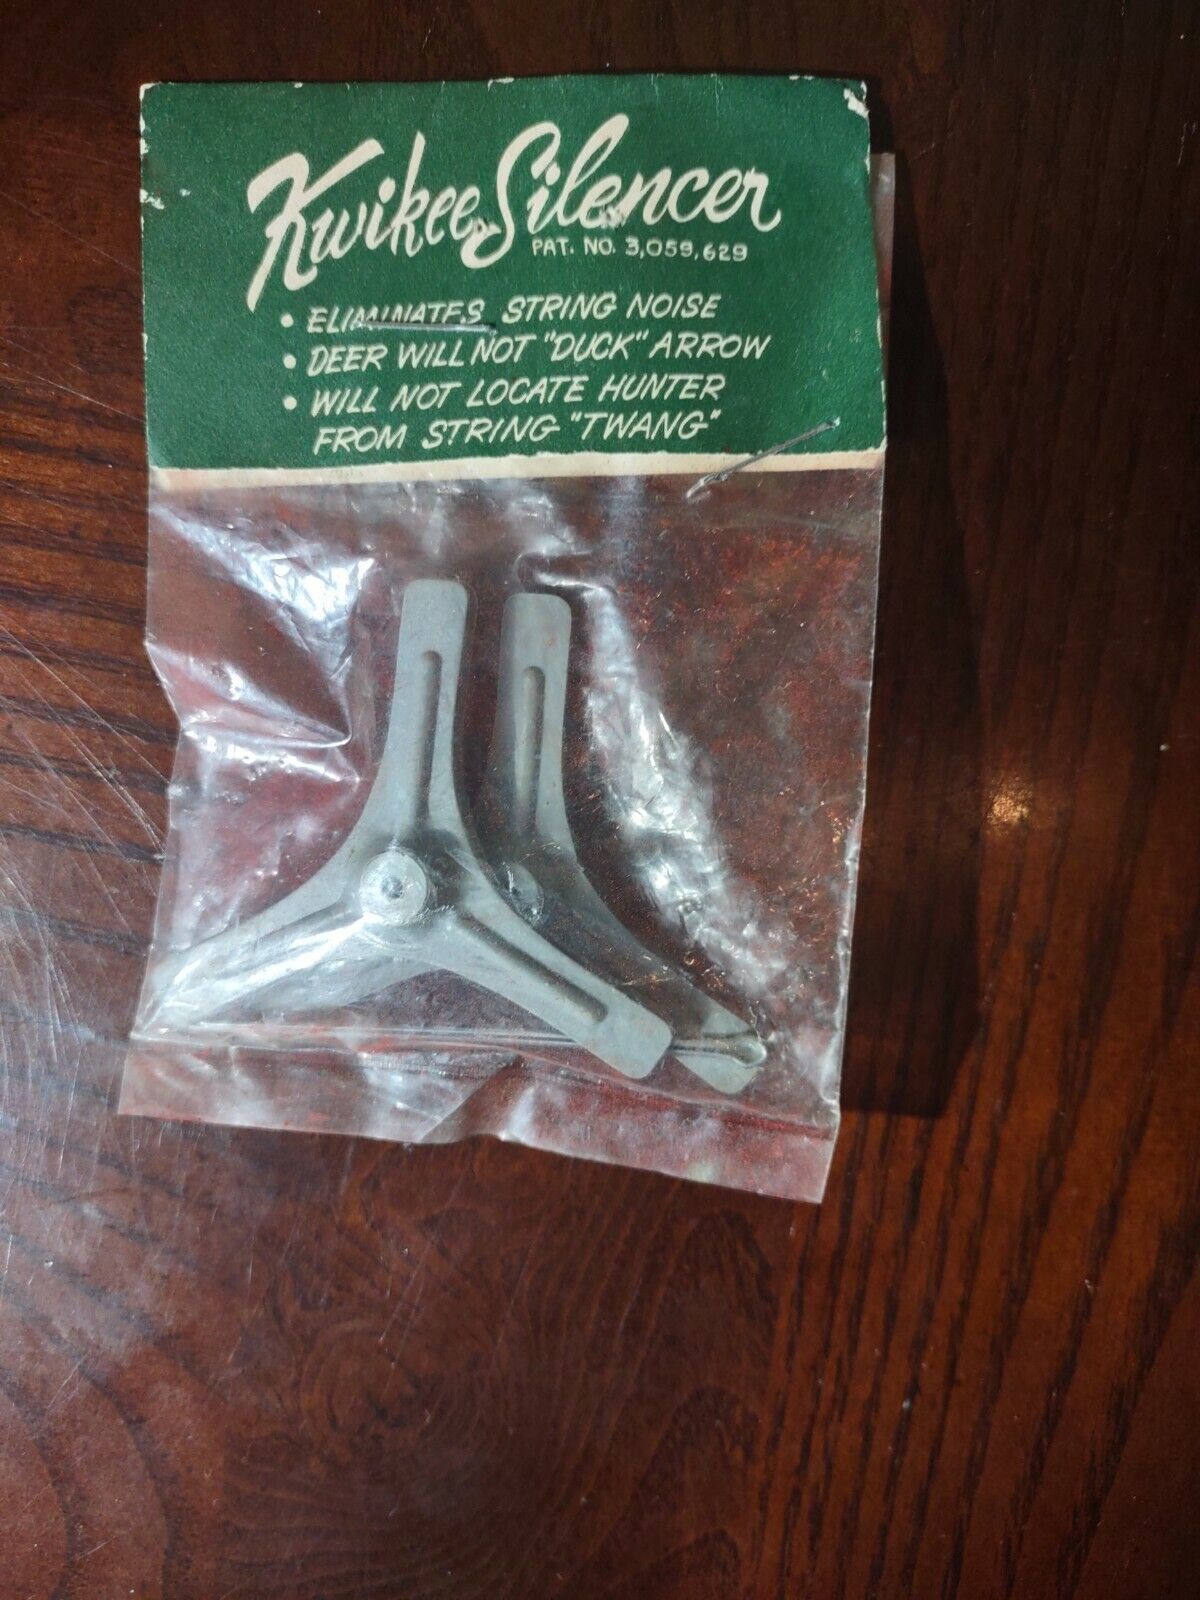 Kwikee Silencer
PAT. NO. 3,059,629
• ELIMINATES STRING NOISE
• DEER WILL NOT "DUCK" ARROW
• WILL NOT LOCATE HUNTER
FROM STRING "TWANG"